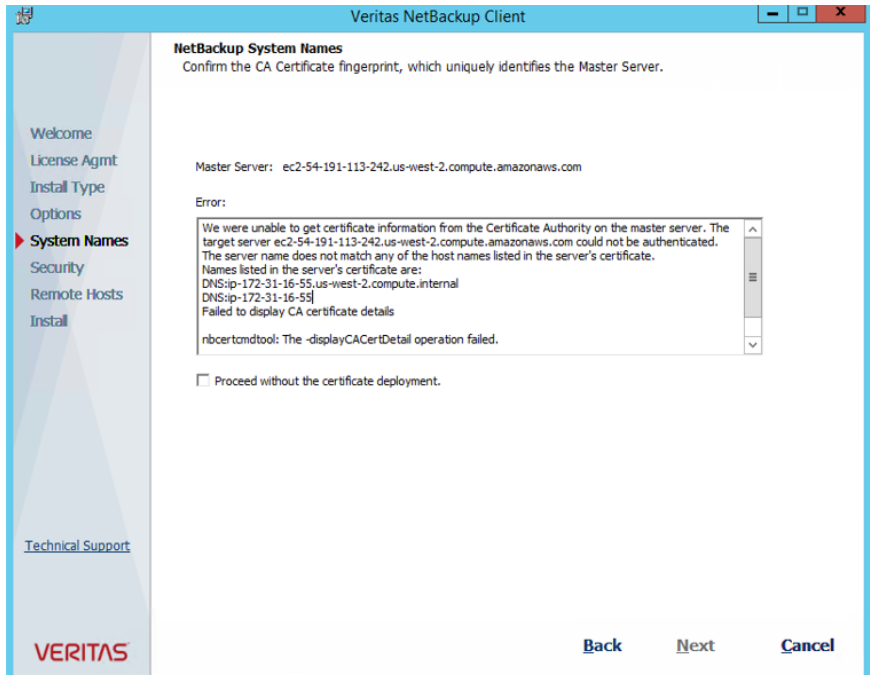 Veritas NetBackup Client
NetBackup System Names
Confirm the CA Certificate fingerprint, which uniquely identifies the Master Server.
Welcome
License Agmt
Install Type
Options
System Names
Security
Remote Hosts
Install
Master Server: ec2-54-191-113-242.us-west-2.compute.amazonaws.com
Error:
We were unable to get certificate information from the Certificate Authority on the master server. The
target server ec2-54-191-113-242.us-west-2.compute.amazonaws.com could not be authenticated.
The server name does not match any of the host names listed in the server's certificate.
Names listed in the server's certificate are:
DNS:ip-172-31-16-55.us-west-2.compute.internal
DNS:ip-172-31-16-55
Failed to display CA certificate details
nbcertcmdtool: The -displayCACertDetail operation failed.
Proceed without the certificate deployment.
Technical Support
VERITAS
Back Next Cancel